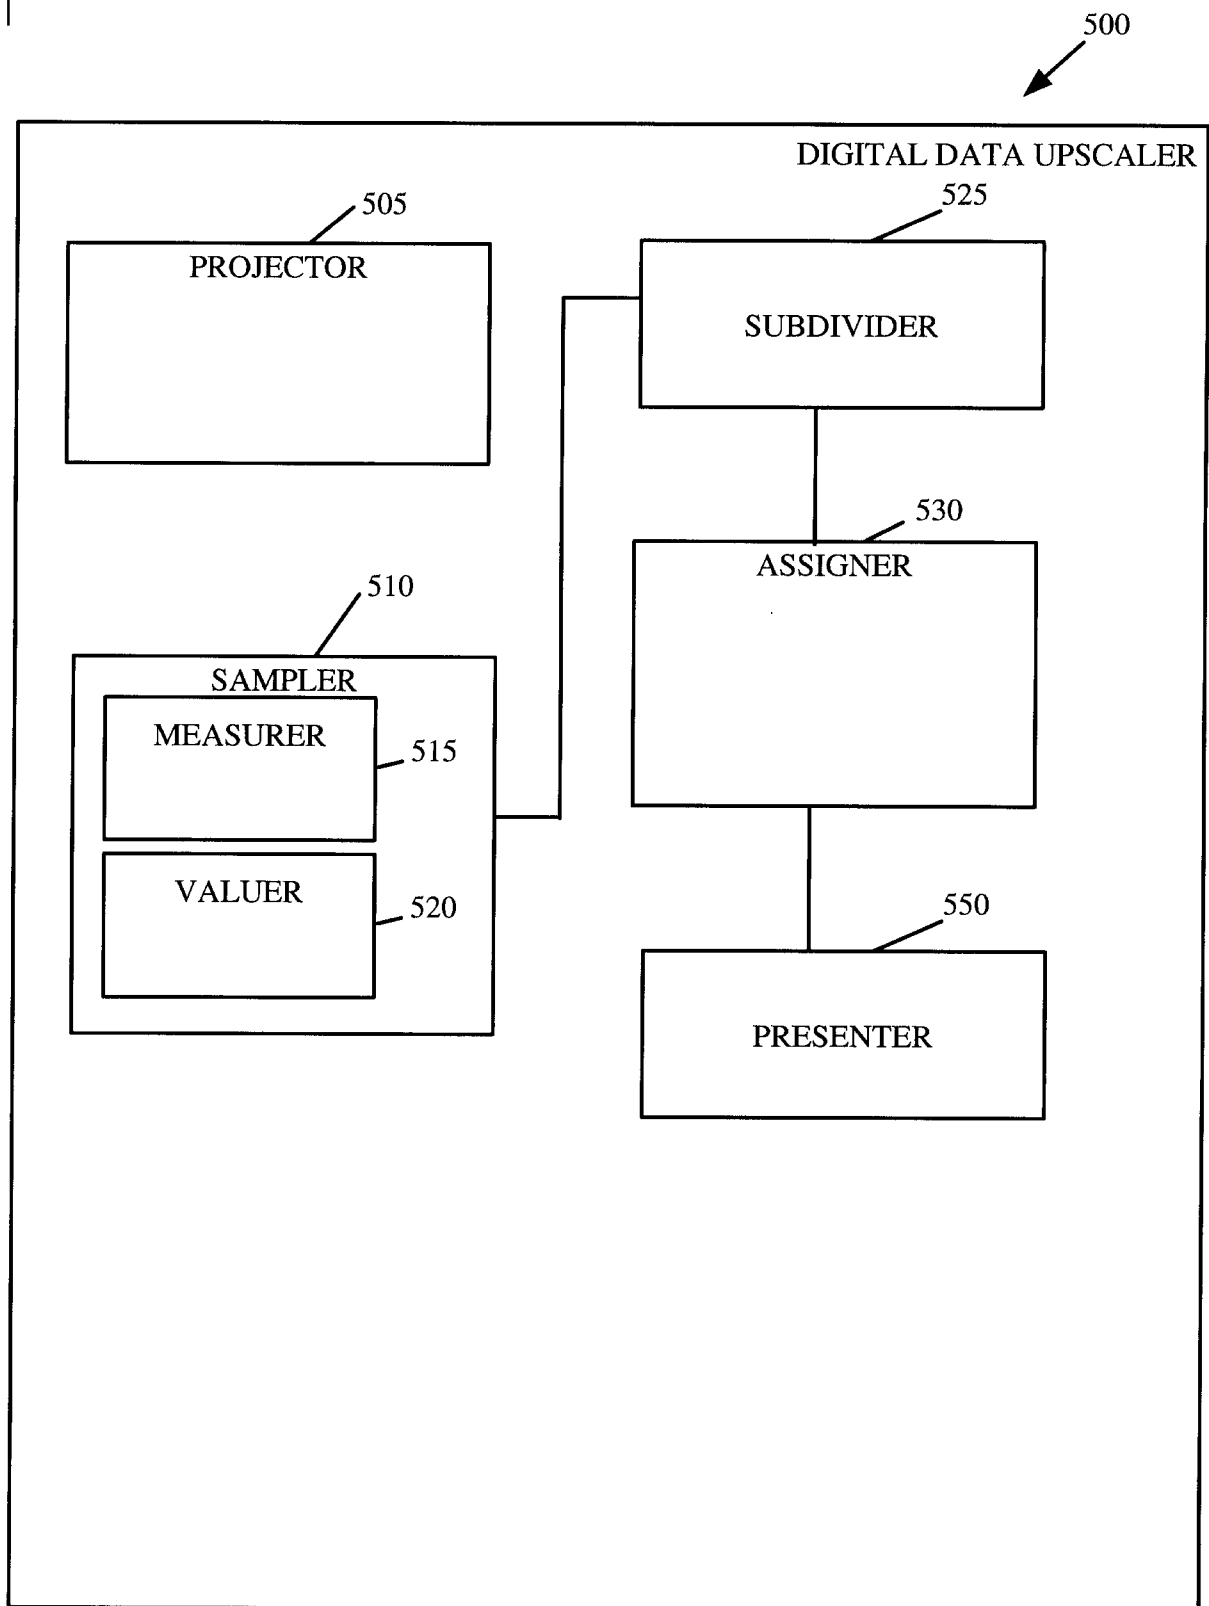 500
DIGITAL DATA UPSCALER
505
PROJECTOR
525
SUBDIVIDER
530
ASSIGNER
510
SAMPLER
MEASURER
515
VALUER
520
550
PRESENTER